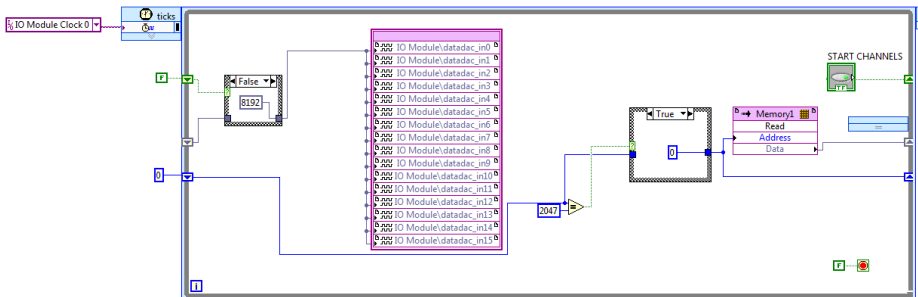 ticks
IO Module Clock 0
START CHANNELS
TF
F
False
8192
IO Module\datadac_in0
IO Module\datadac_in1
IO Module\datadac_in2
IO Module\datadac_in3
IO Module\datadac_in4
IO Module\datadac_in5
IO Module\datadac_in6
IO Module\datadac_in7
IO Module\datadac_in8
IO Module\datadac_in9
IO Module\datadac_in10
IO Module\datadac_in11
IO Module\datadac_in12
IO Module\datadac_in13
IO Module\datadac_in14
IO Module\datadac_in15
True
0
Memory1
Read
Address
Data
0
2047
=
F
i